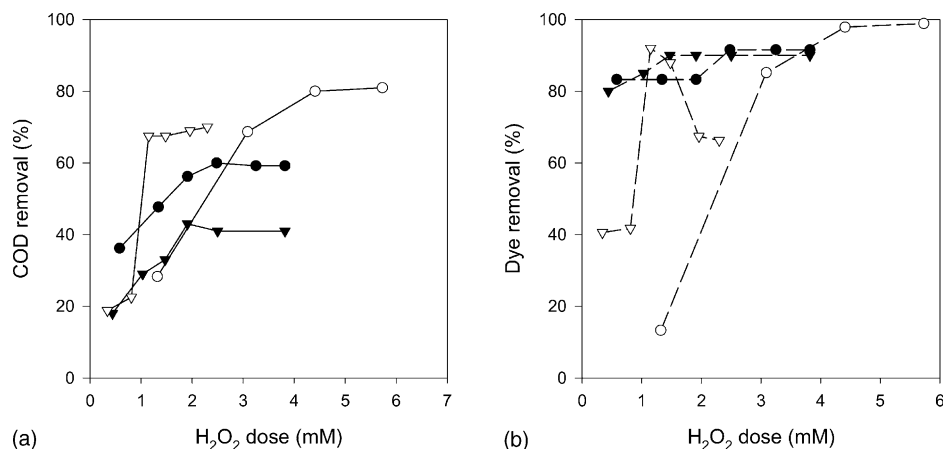 100
80
60
40
20
0
COD removal (%)
0 1 2 3 4 5 6 7
H₂O₂ dose (mM)
(a)
100
80
60
40
20
0
Dye removal (%)
0 1 2 3 4 5 6
H₂O₂ dose (mM)
(b)